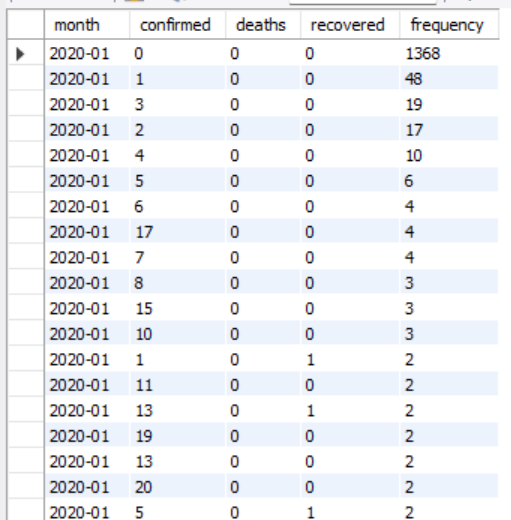 month confirmed deaths recovered frequency
2020-01 0 0 0 1368
2020-01 1 0 0 48
2020-01 3 0 0 19
2020-01 2 0 0 17
2020-01 4 0 0 10
2020-01 5 0 0 6
2020-01 6 0 0 4
2020-01 17 0 0 4
2020-01 7 0 0 4
2020-01 8 0 0 3
2020-01 15 0 0 3
2020-01 10 0 0 3
2020-01 1 0 1 2
2020-01 11 0 0 2
2020-01 13 0 1 2
2020-01 19 0 0 2
2020-01 13 0 0 2
2020-01 20 0 0 2
2020-01 5 0 1 2